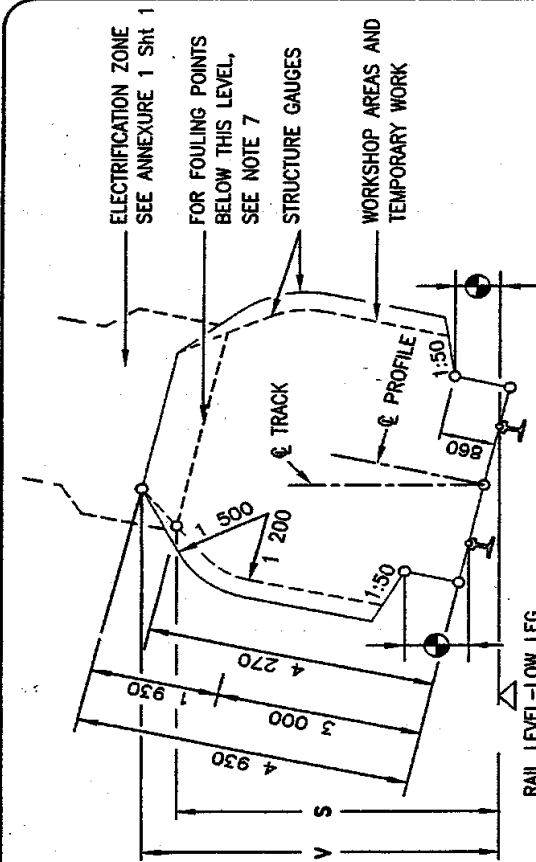 ELECTRIFICATION ZONE
SEE ANNEXURE 1 Sht 1
FOR FOULING POINTS
BELOW THIS LEVEL,
SEE NOTE 7
STRUCTURE GAUGES
WORKSHOP AREAS AND
TEMPORARY WORK
1:50
℄ PROFILE
℄ TRACK
860
1 500
1 200
1:50
4 270
1 930
3 000
4 930
S
V
RAIL LEVEL-LOW LEG